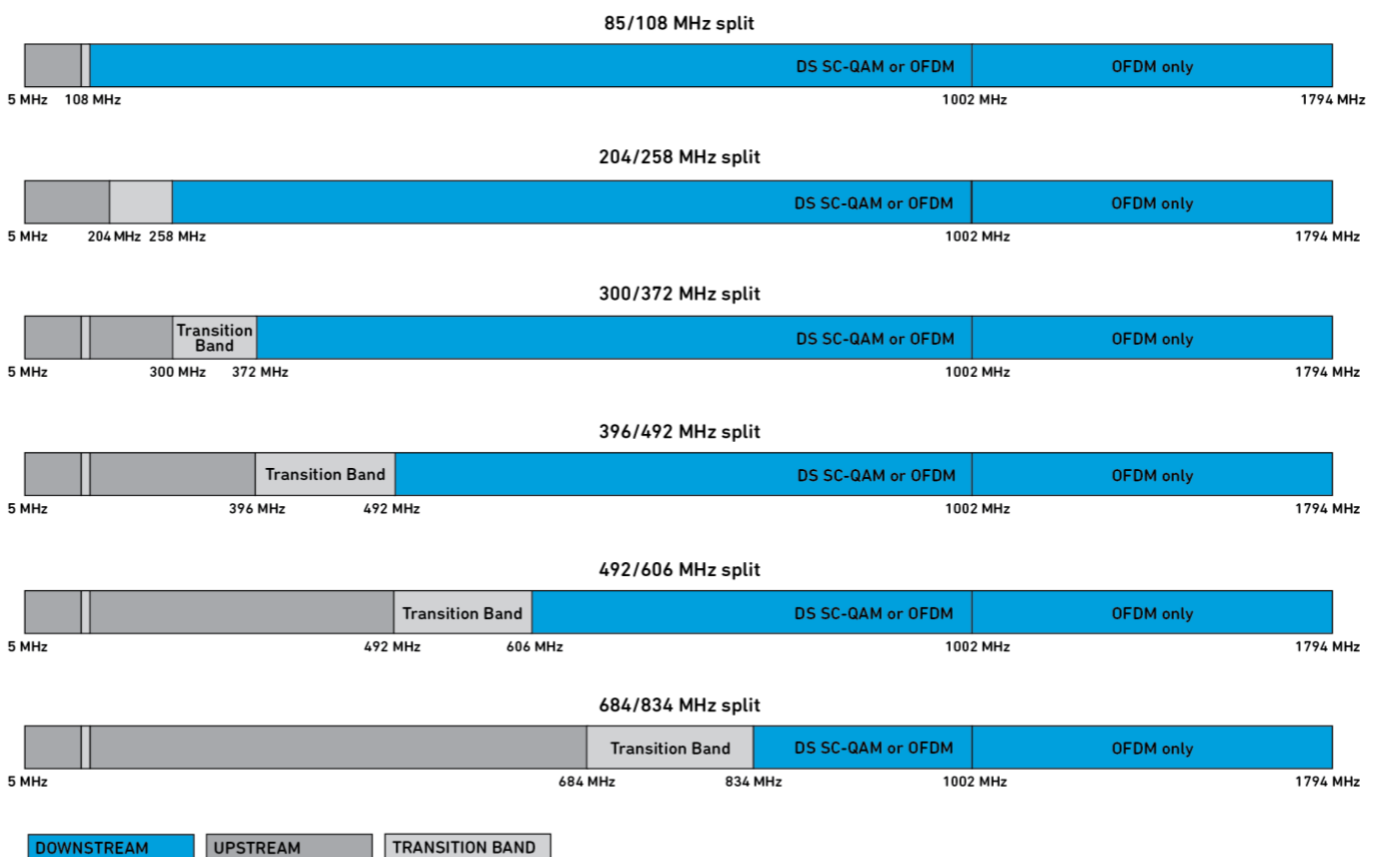 85/108 MHz split
DS SC-QAM or OFDM OFDM only
5 MHz 108 MHz 1002 MHz 1794 MHz
204/258 MHz split
DS SC-QAM or OFDM OFDM only
5 MHz 204 MHz 258 MHz 1002 MHz 1794 MHz
300/372 MHz split
Transition
Band
DS SC-QAM or OFDM OFDM only
5 MHz 300 MHz 372 MHz 1002 MHz 1794 MHz
396/492 MHz split
Transition Band DS SC-QAM or OFDM OFDM only
5 MHz 396 MHz 492 MHz 1002 MHz 1794 MHz
492/606 MHz split
Transition Band DS SC-QAM or OFDM OFDM only
5 MHz 492 MHz 606 MHz 1002 MHz 1794 MHz
684/834 MHz split
Transition Band DS SC-QAM or OFDM OFDM only
5 MHz 684 MHz 834 MHz 1002 MHz 1794 MHz
DOWNSTREAM UPSTREAM TRANSITION BAND